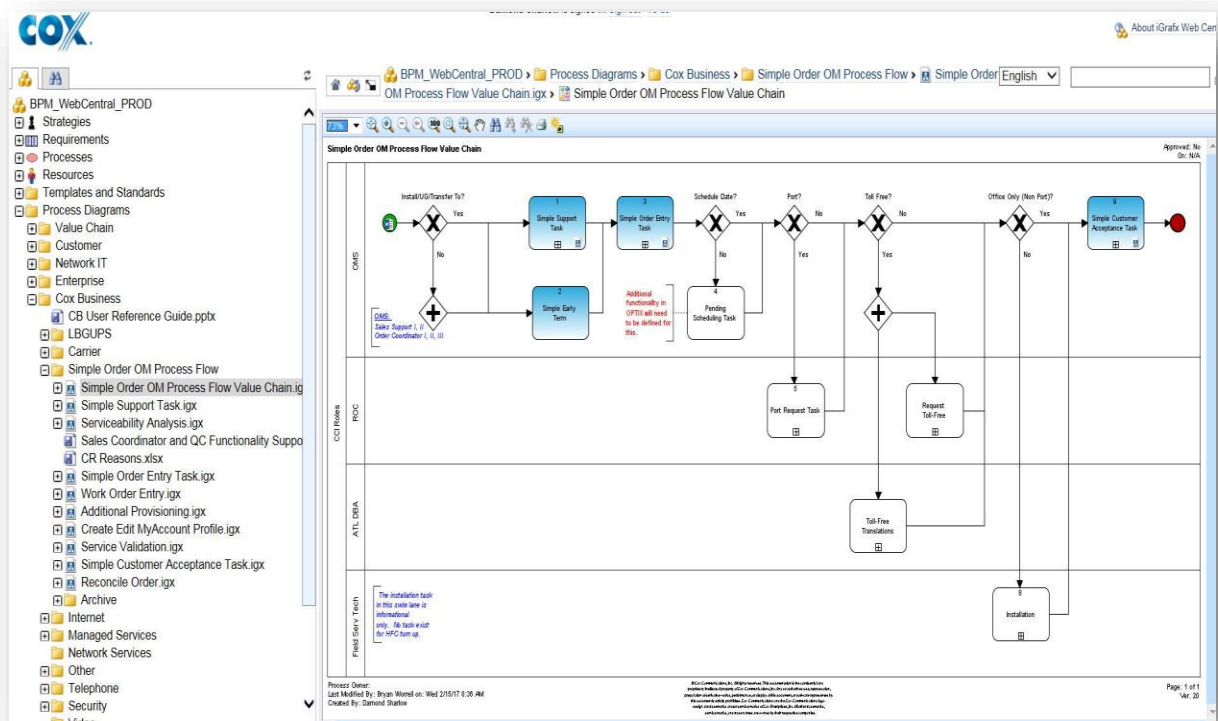 COX.
About iGrafx Web Cen
BPM_WebCentral_PROD › Process Diagrams › Cox Business › Simple Order OM Process Flow › Simple Order
OM Process Flow Value Chain.igx › Simple Order OM Process Flow Value Chain
English
BPM_WebCentral_PROD
Strategies
Requirements
Processes
Resources
Templates and Standards
Process Diagrams
Value Chain
Customer
Network IT
Enterprise
Cox Business
CB User Reference Guide.pptx
LBGUPS
Carrier
Simple Order OM Process Flow
Simple Order OM Process Flow Value Chain.ig
Simple Support Task.igx
Serviceability Analysis.igx
Sales Coordinator and QC Functionality Suppo
CR Reasons.xlsx
Simple Order Entry Task.igx
Work Order Entry.igx
Additional Provisioning.igx
Create Edit MyAccount Profile.igx
Service Validation.igx
Simple Customer Acceptance Task.igx
Reconcile Order.igx
Archive
Internet
Managed Services
Network Services
Other
Telephone
Security
73%
100
Simple Order OM Process Flow Value Chain
Approved: No
On: N/A
CCI Roles
OMS
Install/UG/Transfer To?
Yes
No
1
Simple Support
Task
2
Simple Early
Term
3
Simple Order Entry
Task
Schedule Date?
Yes
No
4
Pending
Scheduling Task
Additional
functionality in
OPTIX will need
to be defined for
this.
OMS:
Sales Support I, II
Order Coordinator I, II, III
Port?
No
Yes
Toll Free?
No
Yes
Office Only (Non Port)?
Yes
No
9
Simple Customer
Acceptance Task
ROC
5
Port Request Task
Request
Toll-Free
ATL DBA
Toll-Free
Translations
Field Serv Tech
The installation task
in this swim lane is
informational
only. No task exist
for HFC turn up.
8
Installation
Process Owner:
Last Modified By: Bryan Worrell on: Wed 2/15/17 8:36 AM
Created By: Damond Sharlow
Page: 1 of 1
Ver. 20